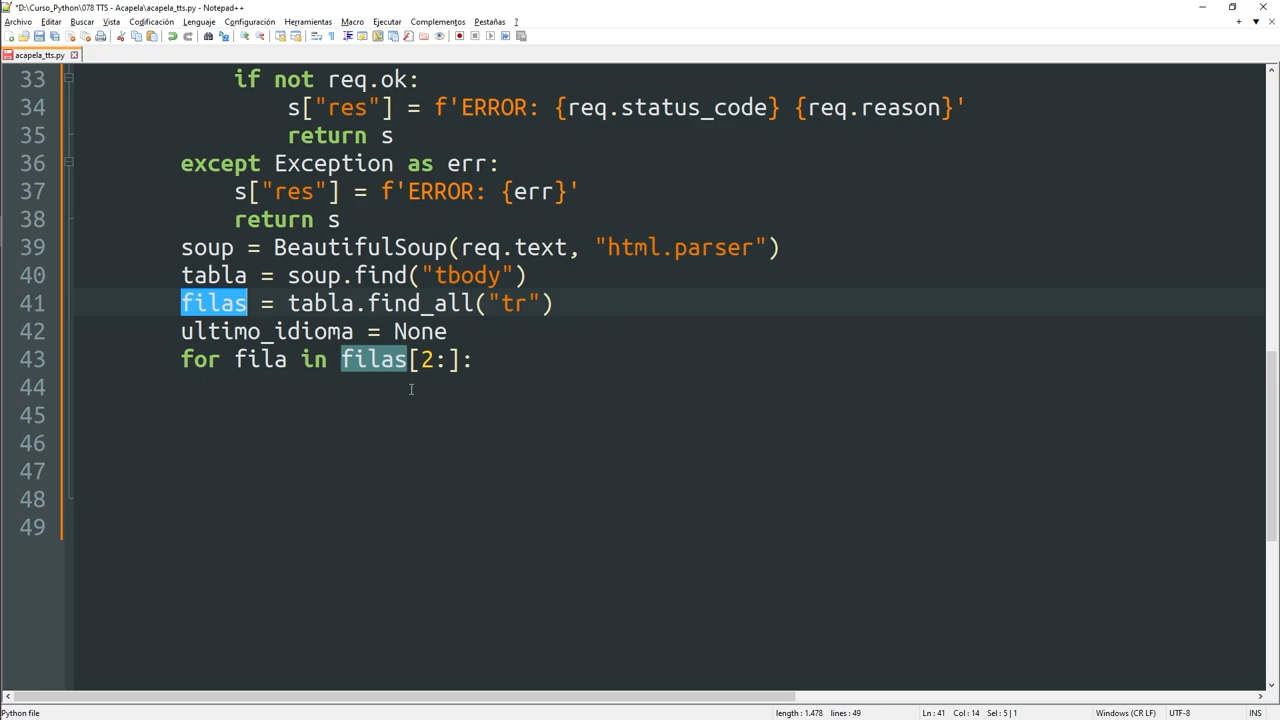 *D:\Curso_Python\078 TTS - Acapela\acapela_tts.py - Notepad++
Archivo Editar Buscar Vista Codificación Lenguaje Configuración Herramientas Macro Ejecutar Complementos Pestañas ?
acapela_tts.py
33 if not req.ok:
34 s["res"] = f'ERROR: {req.status_code} {req.reason}'
35 return s
36 except Exception as err:
37 s["res"] = f'ERROR: {err}'
38 return s
39 soup = BeautifulSoup(req.text, "html.parser")
40 tabla = soup.find("tbody")
41 filas = tabla.find_all("tr")
42 ultimo_idioma = None
43 for fila in filas[2:]:
44
45
46
47
48
49
Python file length : 1.478 lines : 49 Ln : 41 Col : 14 Sel : 5 | 1 Windows (CR LF) UTF-8 INS